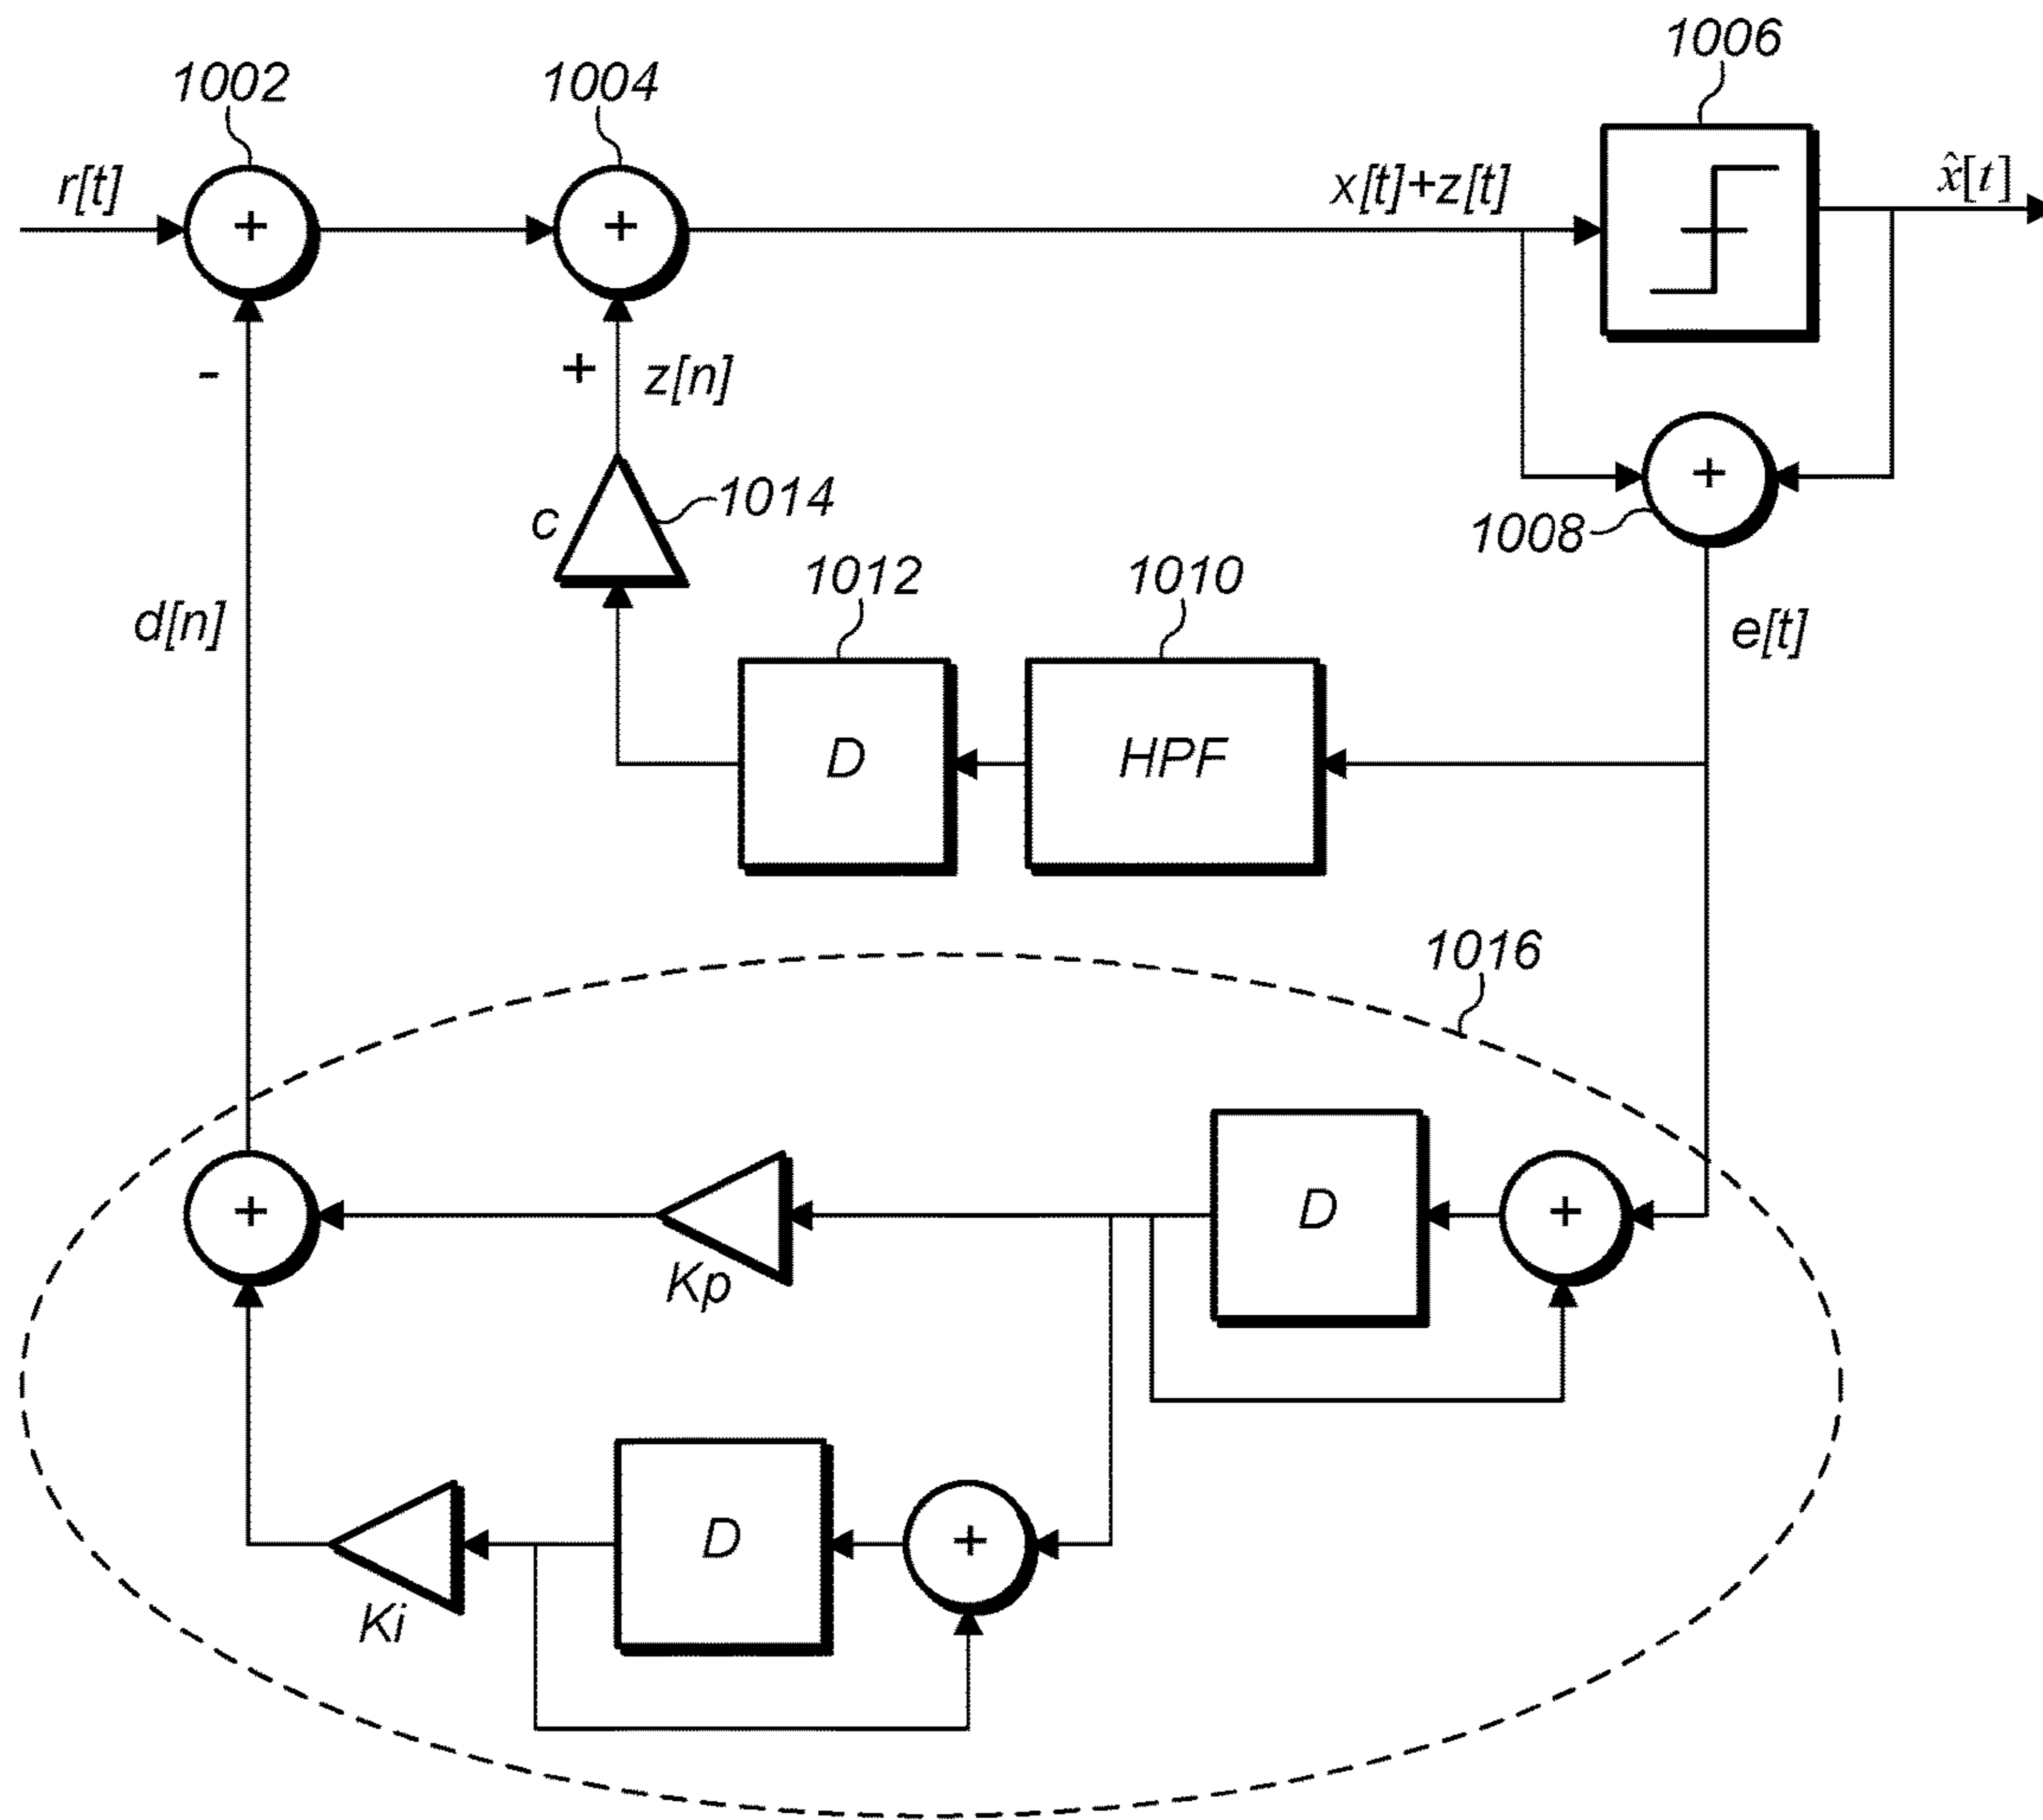 1006
1002
1004
r[t]
+
+
x[t]+z[t]
x̂[t]
-
+
z[n]
+
c
1014
1008
d[n]
1012
1010
e[t]
D
HPF
1016
+
D
+
Kp
D
+
Ki